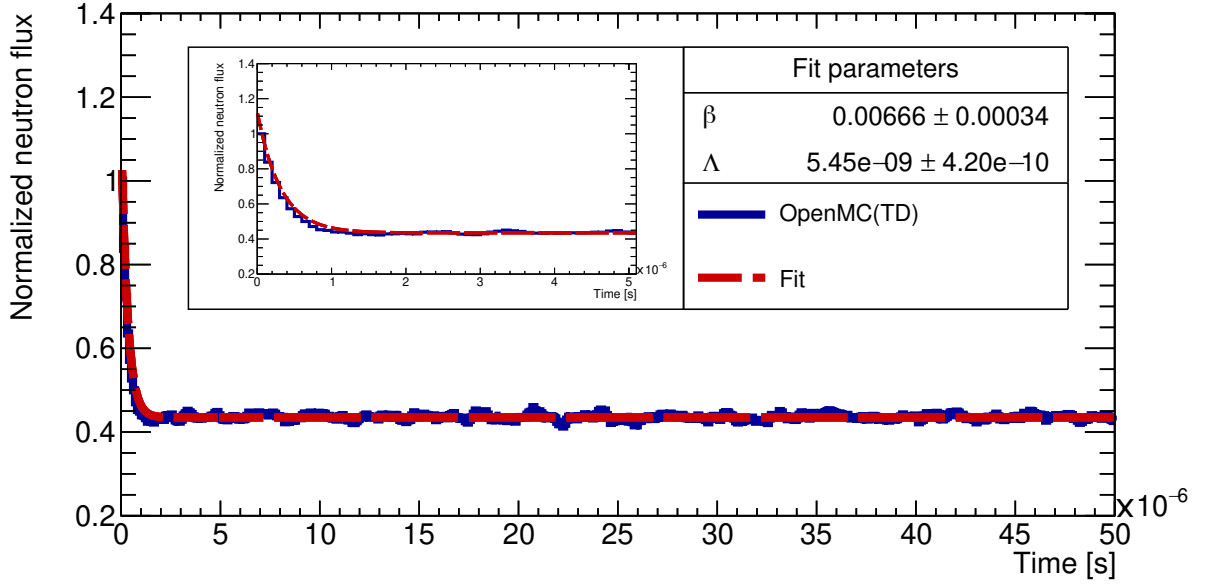 Normalized neutron flux
1.4
1.2
1
0.8
0.6
0.4
0.2
0 5 10 15 20 25 30 35 40 45 50
×10⁻⁶
Time [s]
Normalized neutron flux
1.4
1.2
1
0.8
0.6
0.4
0.2
0 1 2 3 4 5
×10⁻⁶
Time [s]
Fit parameters
β 0.00666 ± 0.00034
Λ 5.45e−09 ± 4.20e−10
OpenMC(TD)
Fit